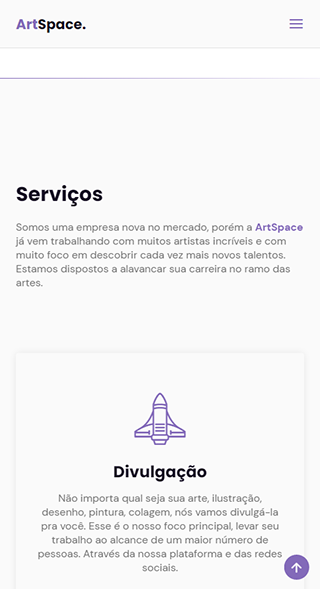 ArtSpace.
Serviços
Somos uma empresa nova no mercado, porém a ArtSpace
já vem trabalhando com muitos artistas incríveis e com
muito foco em descobrir cada vez mais novos talentos.
Estamos dispostos a alavancar sua carreira no ramo das
artes.
Divulgação
Não importa qual seja sua arte, ilustração,
desenho, pintura, colagem, nós vamos divulgá-la
pra você. Esse é o nosso foco principal, levar seu
trabalho ao alcance de um maior número de
pessoas. Através da nossa plataforma e das redes
sociais.